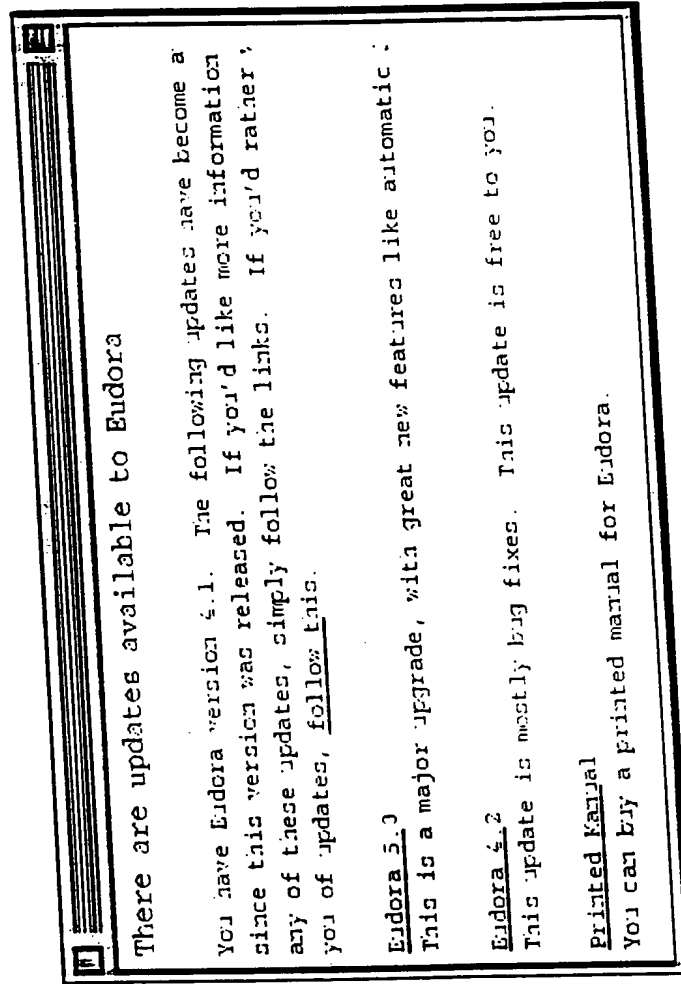 There are updates available to Eudora
You have Eudora version 4.1. The following updates have become a
since this version was released. If you'd like more information
any of these updates, simply follow the links. If you'd rather
you of updates, follow this.
Eudora 5.0
This is a major upgrade, with great new features like automatic
Eudora 4.2
This update is mostly bug fixes. This update is free to you.
Printed Manual
You can buy a printed manual for Eudora.